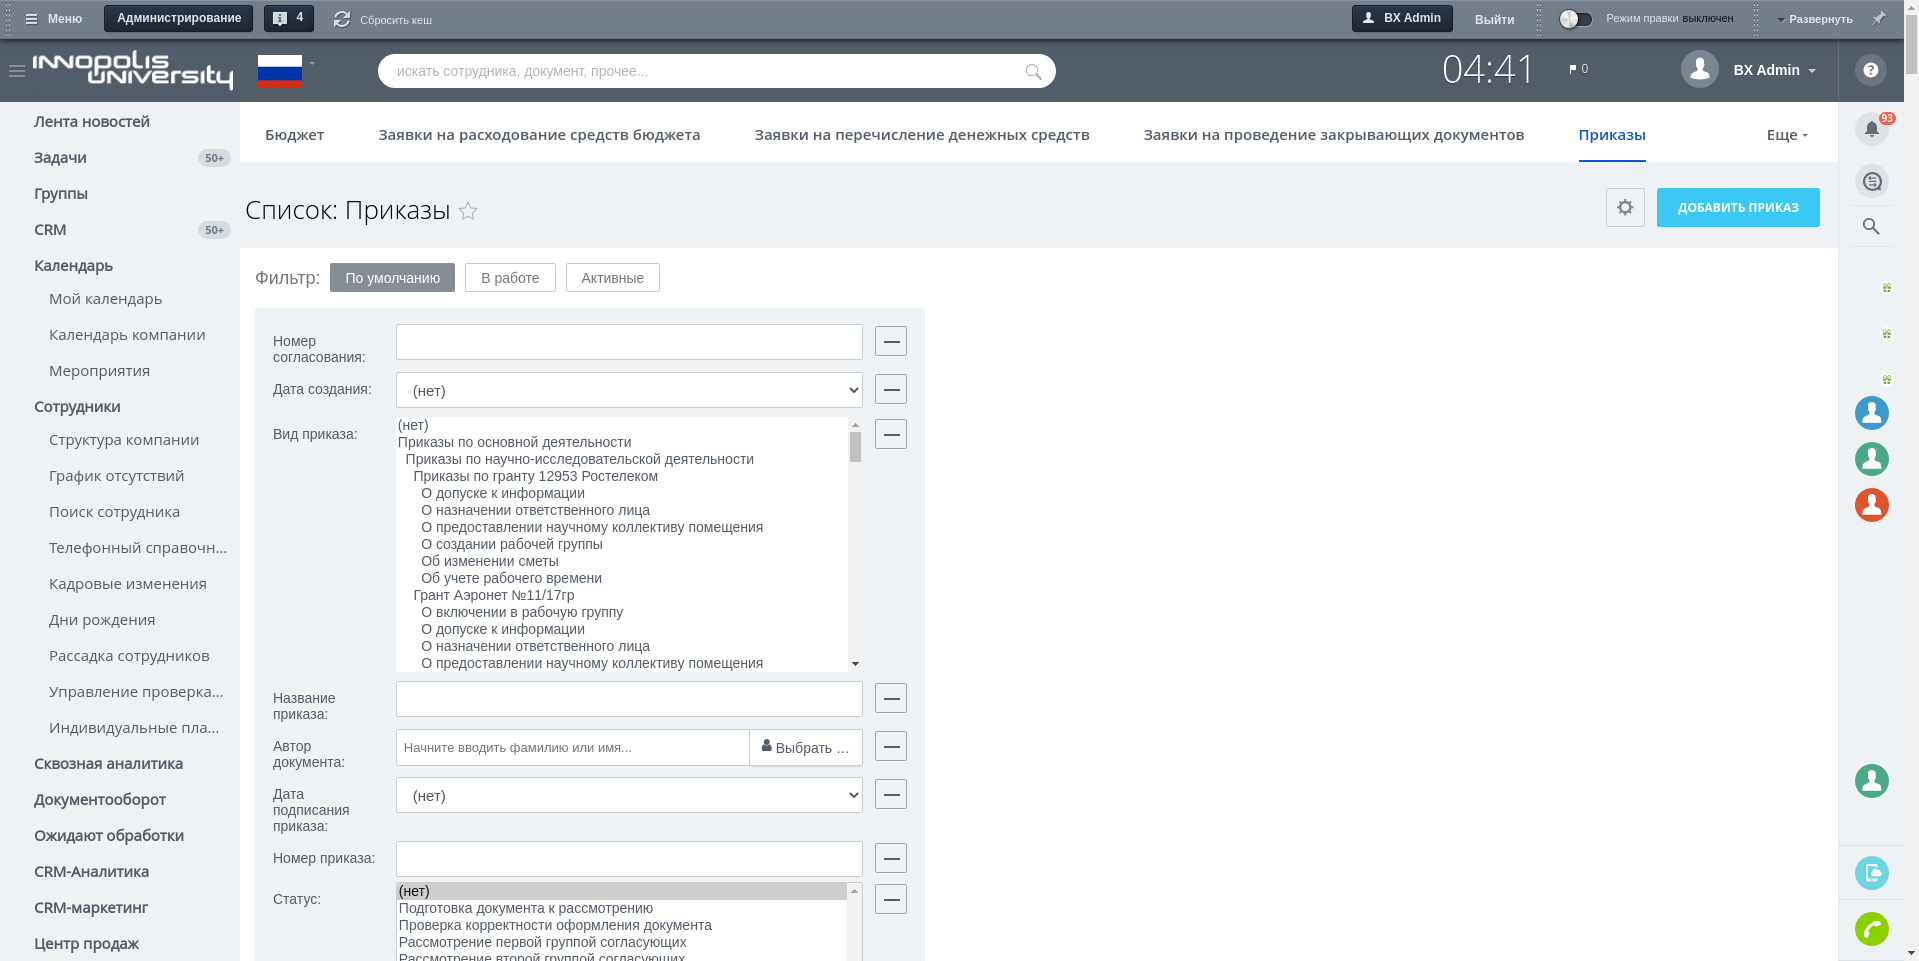 Меню
Администрирование
4
Сбросить кеш
BX Admin
Выйти
Режим правки выключен
Развернуть
INNOPOLIS
UNIVERSITY
искать сотрудника, документ, прочее...
04:41
0
BX Admin
?
Лента новостей
Задачи 50+
Группы
CRM 50+
Календарь
Мой календарь
Календарь компании
Мероприятия
Сотрудники
Структура компании
График отсутствий
Поиск сотрудника
Телефонный справочн...
Кадровые изменения
Дни рождения
Рассадка сотрудников
Управление проверка...
Индивидуальные пла...
Сквозная аналитика
Документооборот
Ожидают обработки
CRM-Аналитика
CRM-маркетинг
Центр продаж
Бюджет
Заявки на расходование средств бюджета
Заявки на перечисление денежных средств
Заявки на проведение закрывающих документов
Приказы
Еще
93
Список: Приказы
ДОБАВИТЬ ПРИКАЗ
Фильтр:
По умолчанию
В работе
Активные
Номер
согласования:
Дата создания:
(нет)
Вид приказа:
(нет)
Приказы по основной деятельности
Приказы по научно-исследовательской деятельности
Приказы по гранту 12953 Ростелеком
О допуске к информации
О назначении ответственного лица
О предоставлении научному коллективу помещения
О создании рабочей группы
Об изменении сметы
Об учете рабочего времени
Грант Аэронет №11/17гр
О включении в рабочую группу
О допуске к информации
О назначении ответственного лица
О предоставлении научному коллективу помещения
Название
приказа:
Автор
документа:
Начните вводить фамилию или имя...
Выбрать ...
Дата
подписания
приказа:
(нет)
Номер приказа:
Статус:
(нет)
Подготовка документа к рассмотрению
Проверка корректности оформления документа
Рассмотрение первой группой согласующих
Рассмотрение второй группой согласующих